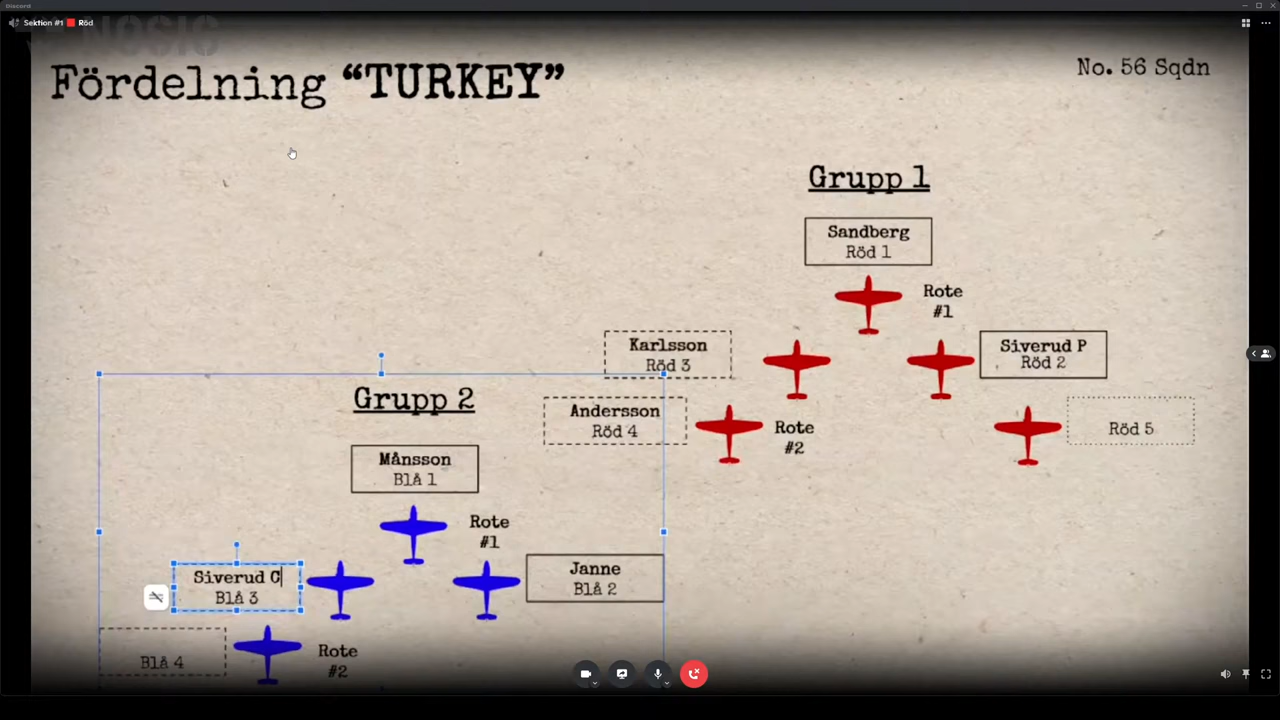 Discord
Sektion #1 Röd
NOSIG
Fördelning “TURKEY”
No. 56 Sqdn
Grupp 1
Sandberg
Röd 1
Rote
#1
Karlsson
Röd 3
Siverud P
Röd 2
Andersson
Röd 4
Rote
#2
Röd 5
Grupp 2
Månsson
Blå 1
Rote
#1
Siverud C
Blå 3
Janne
Blå 2
Blå 4
Rote
#2